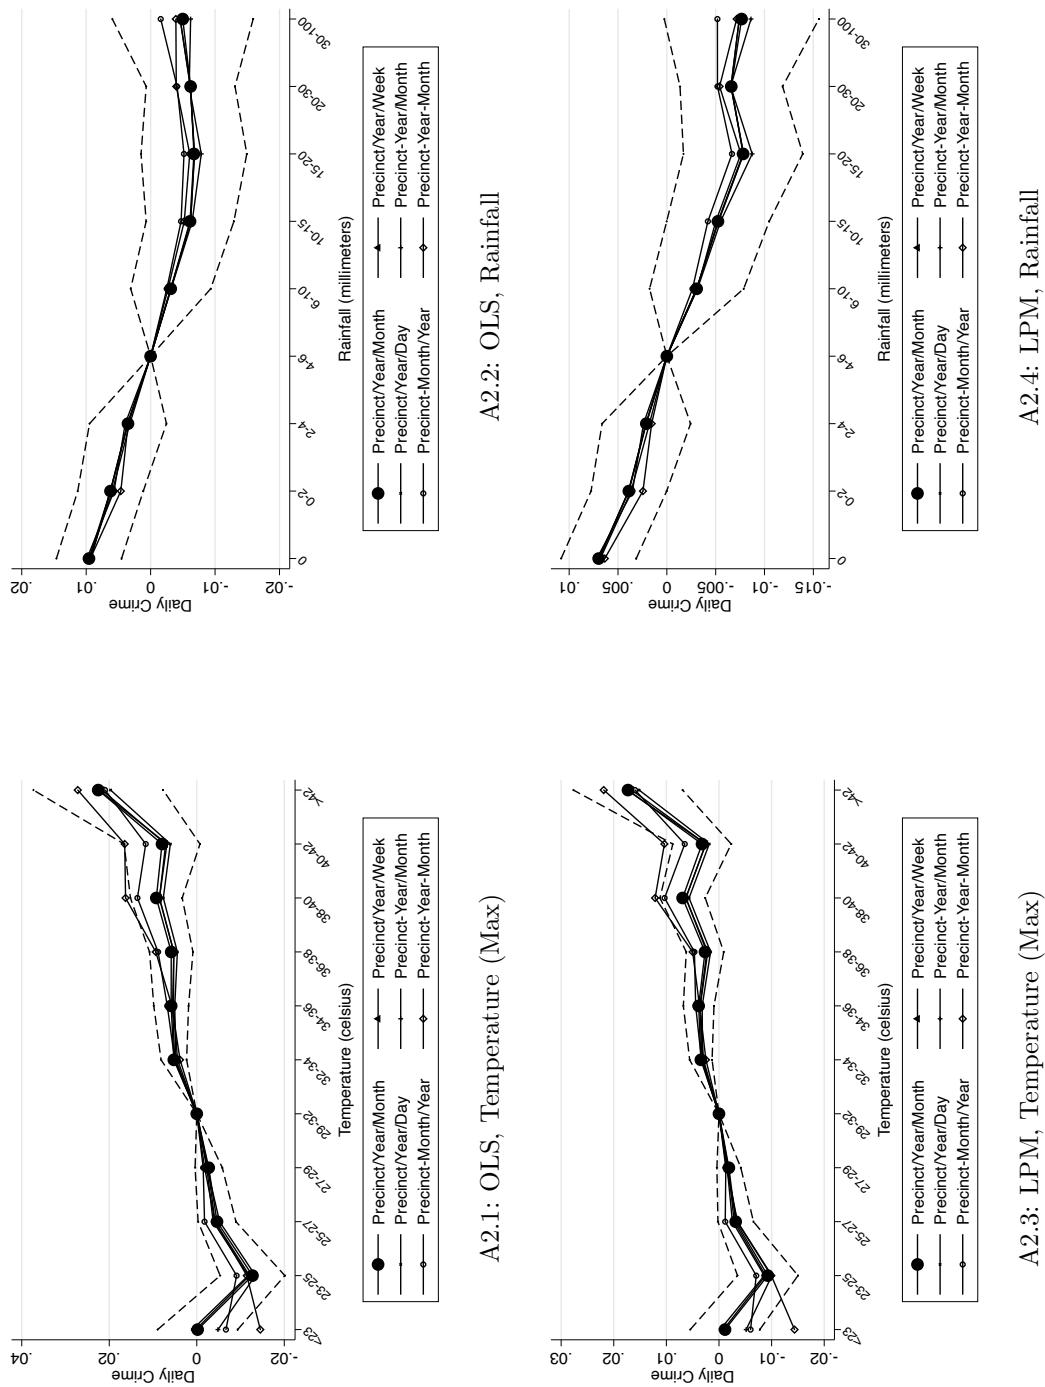 Daily Crime
.04
.02
0
-.02
<23
23-25
25-27
27-29
29-32
32-34
34-36
36-38
38-40
40-42
>42
Temperature (celsius)
Precinct/Year/Month
Precinct/Year/Week
Precinct/Year/Day
Precinct-Year/Month
Precinct-Month/Year
Precinct-Year-Month
A2.1: OLS, Temperature (Max)
Daily Crime
.02
.01
0
-.01
-.02
0
0-2
2-4
4-6
6-10
10-15
15-20
20-30
30-100
Rainfall (millimeters)
Precinct/Year/Month
Precinct/Year/Week
Precinct/Year/Day
Precinct-Year/Month
Precinct-Month/Year
Precinct-Year-Month
A2.2: OLS, Rainfall
Daily Crime
.03
.02
.01
0
-.01
-.02
<23
23-25
25-27
27-29
29-32
32-34
34-36
36-38
38-40
40-42
>42
Temperature (celsius)
Precinct/Year/Month
Precinct/Year/Week
Precinct/Year/Day
Precinct-Year/Month
Precinct-Month/Year
Precinct-Year-Month
A2.3: LPM, Temperature (Max)
Daily Crime
.01
.005
0
-.005
-.01
-.015
0
0-2
2-4
4-6
6-10
10-15
15-20
20-30
30-100
Rainfall (millimeters)
Precinct/Year/Month
Precinct/Year/Week
Precinct/Year/Day
Precinct-Year/Month
Precinct-Month/Year
Precinct-Year-Month
A2.4: LPM, Rainfall